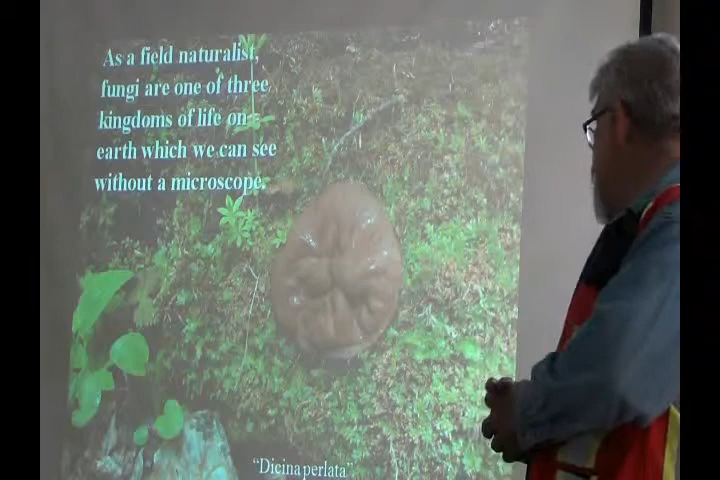 As a field naturalist,
fungi are one of three
kingdoms of life on
earth which we can see
without a microscope.
"Dicina perlata"